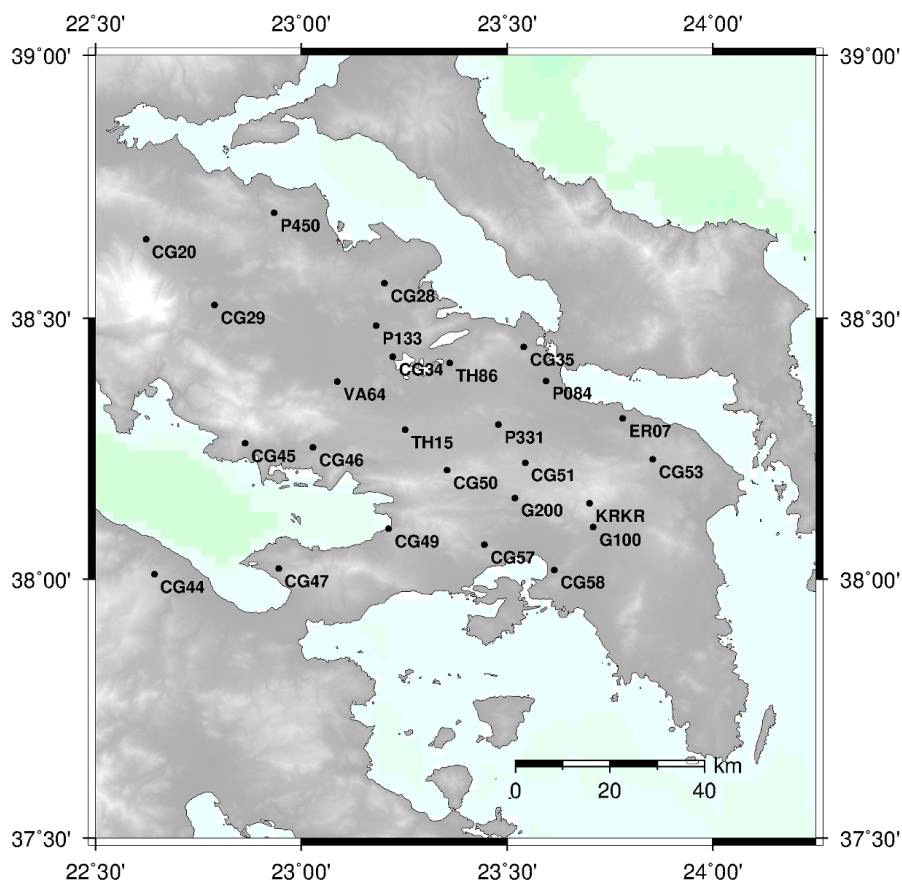 22˚30' 23˚00' 23˚30' 24˚00'
39˚00' 39˚00'
P450
CG20
CG28
CG29
38˚30' 38˚30'
P133
CG35
CG34 TH86
VA64 P084
ER07
P331
TH15
CG45 CG46
CG51 CG53
CG50
G200 KRKR
CG49 G100
CG57
38˚00' 38˚00'
CG44 CG47 CG58
km
0 20 40
37˚30' 37˚30'
22˚30' 23˚00' 23˚30' 24˚00'